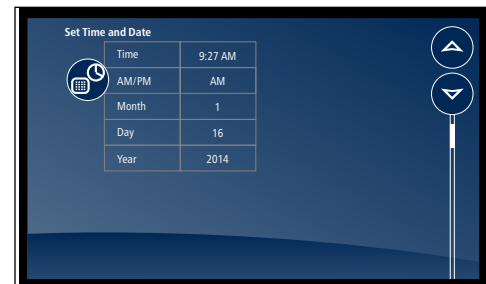 Set Time and Date
Time 9:27 AM
AM/PM AM
Month 1
Day 16
Year 2014